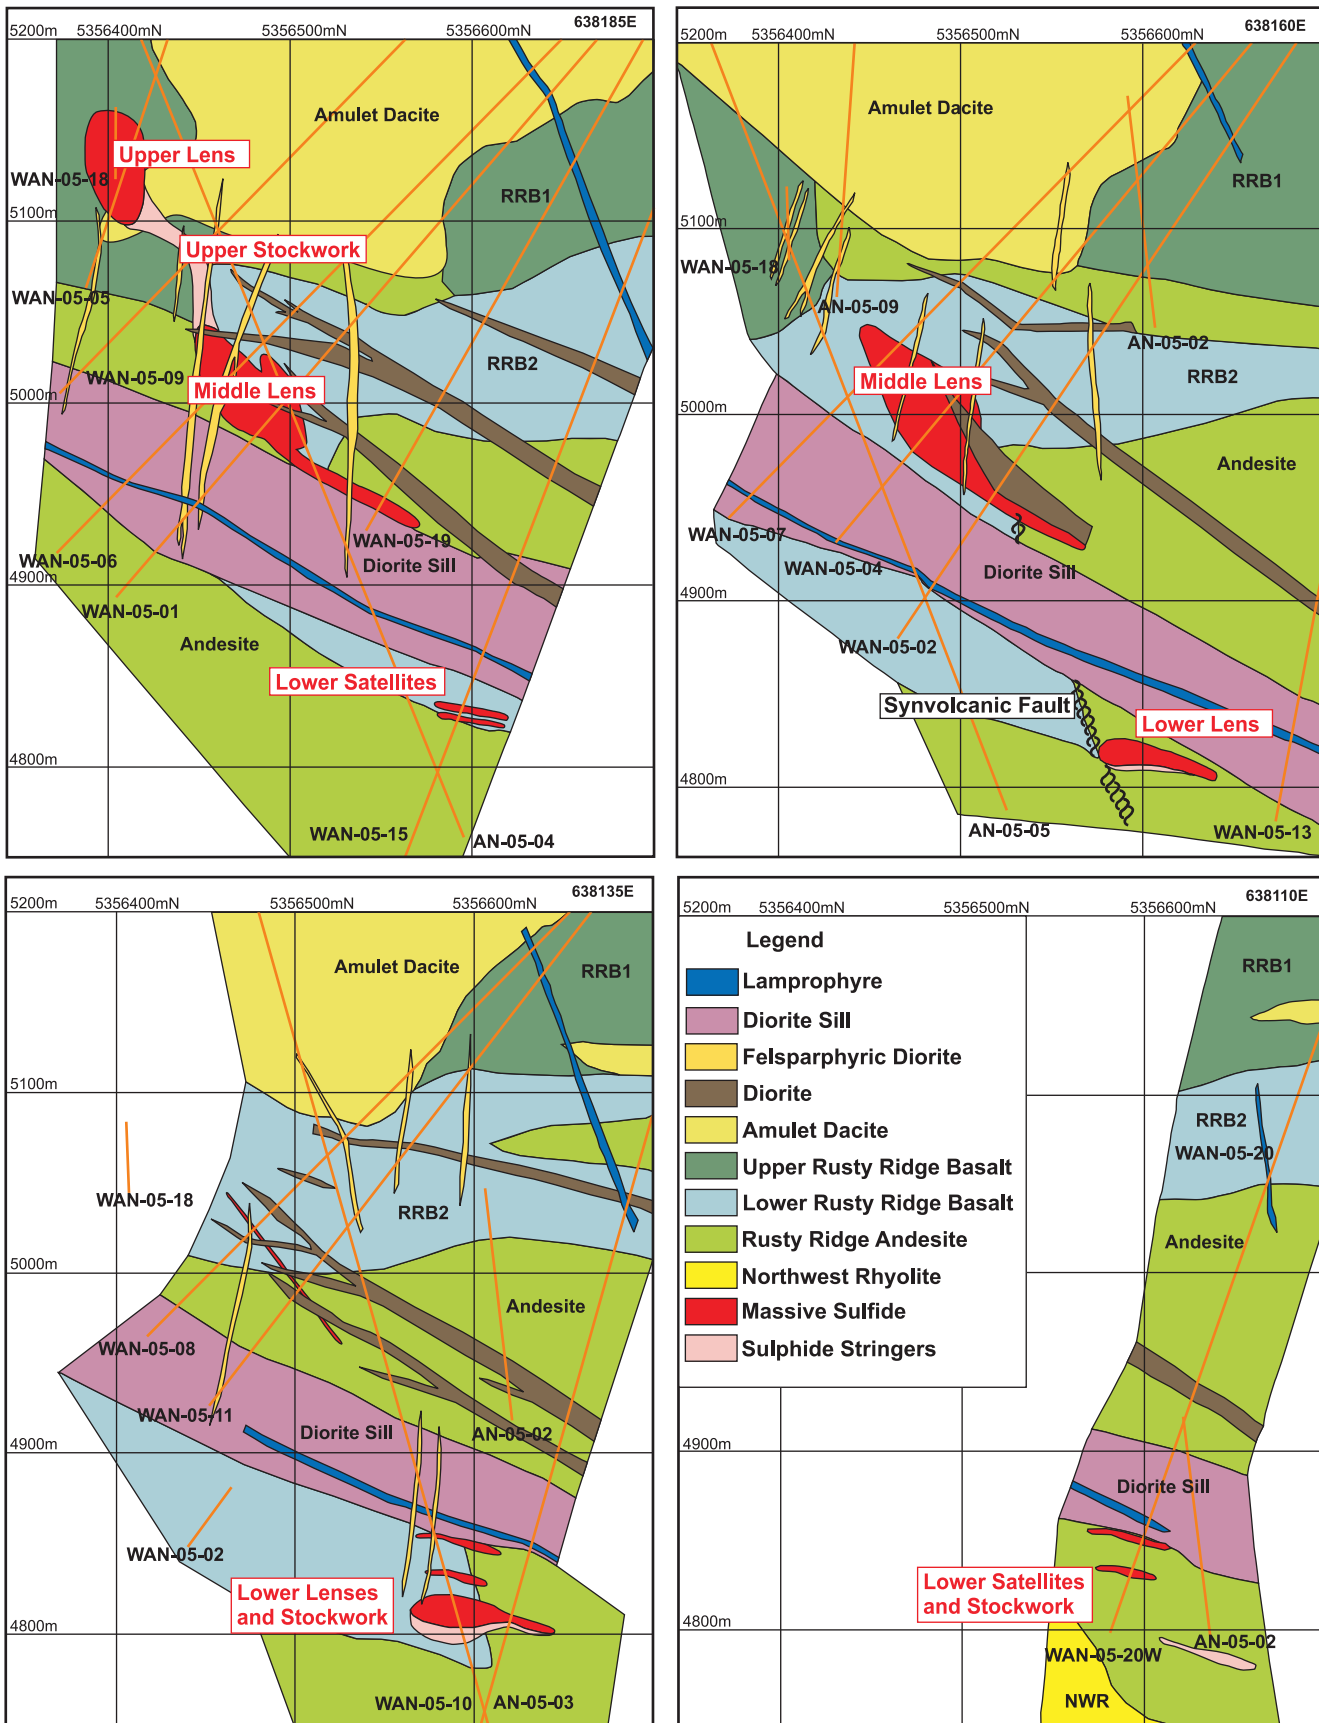 638185E
5200m 5356400mN 5356500mN 5356600mN
Amulet Dacite
Upper Lens
WAN-05-18
RRB1
5100m
Upper Stockwork
WAN-05-05
RRB2
WAN-05-09
Middle Lens
5000m
WAN-05-19
WAN-05-06
Diorite Sill
4900m
WAN-05-01
Andesite
Lower Satellites
4800m
WAN-05-15
AN-05-04
638160E
5200m 5356400mN 5356500mN 5356600mN
Amulet Dacite
RRB1
5100m
WAN-05-18
AN-05-09
AN-05-02
RRB2
Middle Lens
5000m
Andesite
WAN-05-07
WAN-05-04
Diorite Sill
4900m
WAN-05-02
Synvolcanic Fault
Lower Lens
4800m
AN-05-05
WAN-05-13
638135E
5200m 5356400mN 5356500mN 5356600mN
Amulet Dacite
RRB1
5100m
WAN-05-18
RRB2
5000m
Andesite
WAN-05-08
WAN-05-11
Diorite Sill
AN-05-02
4900m
WAN-05-02
Lower Lenses
and Stockwork
4800m
WAN-05-10
AN-05-03
638110E
5200m 5356400mN 5356500mN 5356600mN
Legend
Lamprophyre
Diorite Sill
Felsparphyric Diorite
Diorite
Amulet Dacite
Upper Rusty Ridge Basalt
Lower Rusty Ridge Basalt
Rusty Ridge Andesite
Northwest Rhyolite
Massive Sulfide
Sulphide Stringers
RRB1
RRB2
WAN-05-20
Andesite
4900m
Diorite Sill
Lower Satellites
and Stockwork
4800m
AN-05-02
WAN-05-20W
NWR